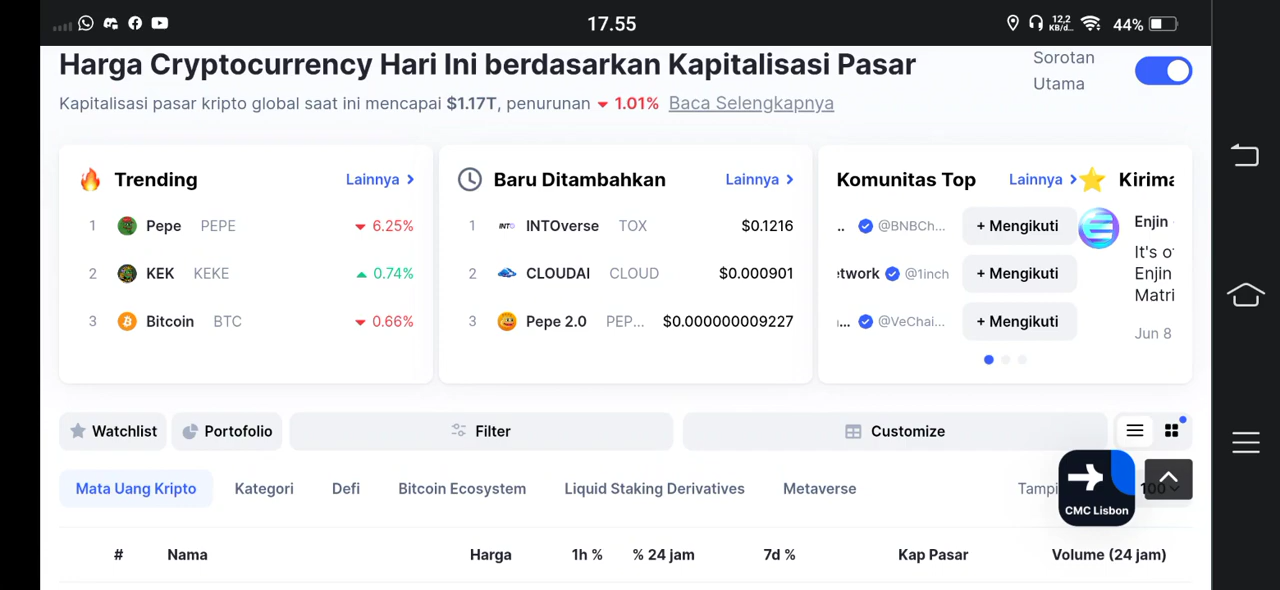 17.55
12,2 KB/d...
44%
Harga Cryptocurrency Hari Ini berdasarkan Kapitalisasi Pasar
Sorotan Utama
Kapitalisasi pasar kripto global saat ini mencapai $1.17T, penurunan 1.01% Baca Selengkapnya
Trending Lainnya
1 Pepe PEPE 6.25%
2 KEK KEKE 0.74%
3 Bitcoin BTC 0.66%
Baru Ditambahkan Lainnya
1 INTOverse TOX $0.1216
2 CLOUDAI CLOUD $0.000901
3 Pepe 2.0 PEP... $0.000000009227
Komunitas Top Lainnya
.. @BNBCh... + Mengikuti
twork @1inch + Mengikuti
... @VeChai... + Mengikuti
Kirima
Enjin
It's o
Enjin
Matri
Jun 8
Watchlist Portofolio Filter Customize
Mata Uang Kripto Kategori Defi Bitcoin Ecosystem Liquid Staking Derivatives Metaverse Tampi 100
CMC Lisbon
# Nama Harga 1h % % 24 jam 7d % Kap Pasar Volume (24 jam)